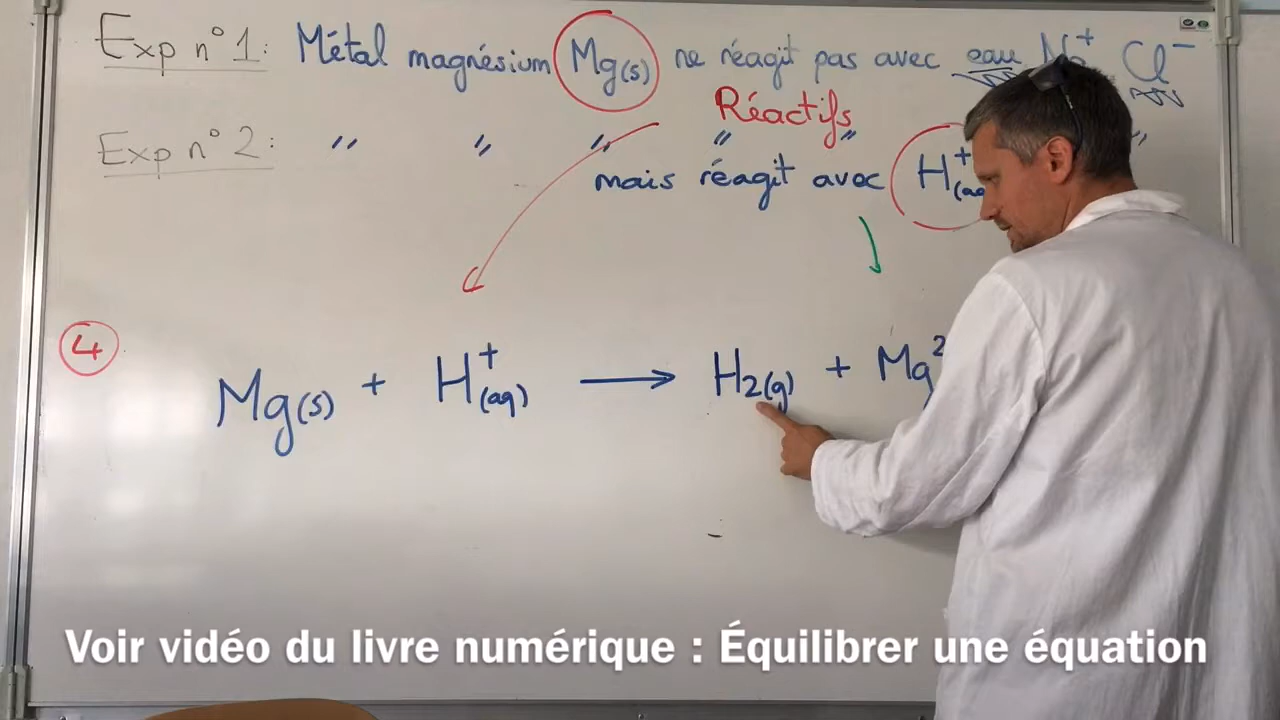 Exp n° 1: Métal magnésium Mg(s) ne réagit pas avec eau Na+ Cl-
Réactifs
Exp n° 2: " " " " " "
mais réagit avec H+(aq
4
Mg(s) + H+(aq) → H2(g) + Mg2
Voir vidéo du livre numérique : Équilibrer une équation